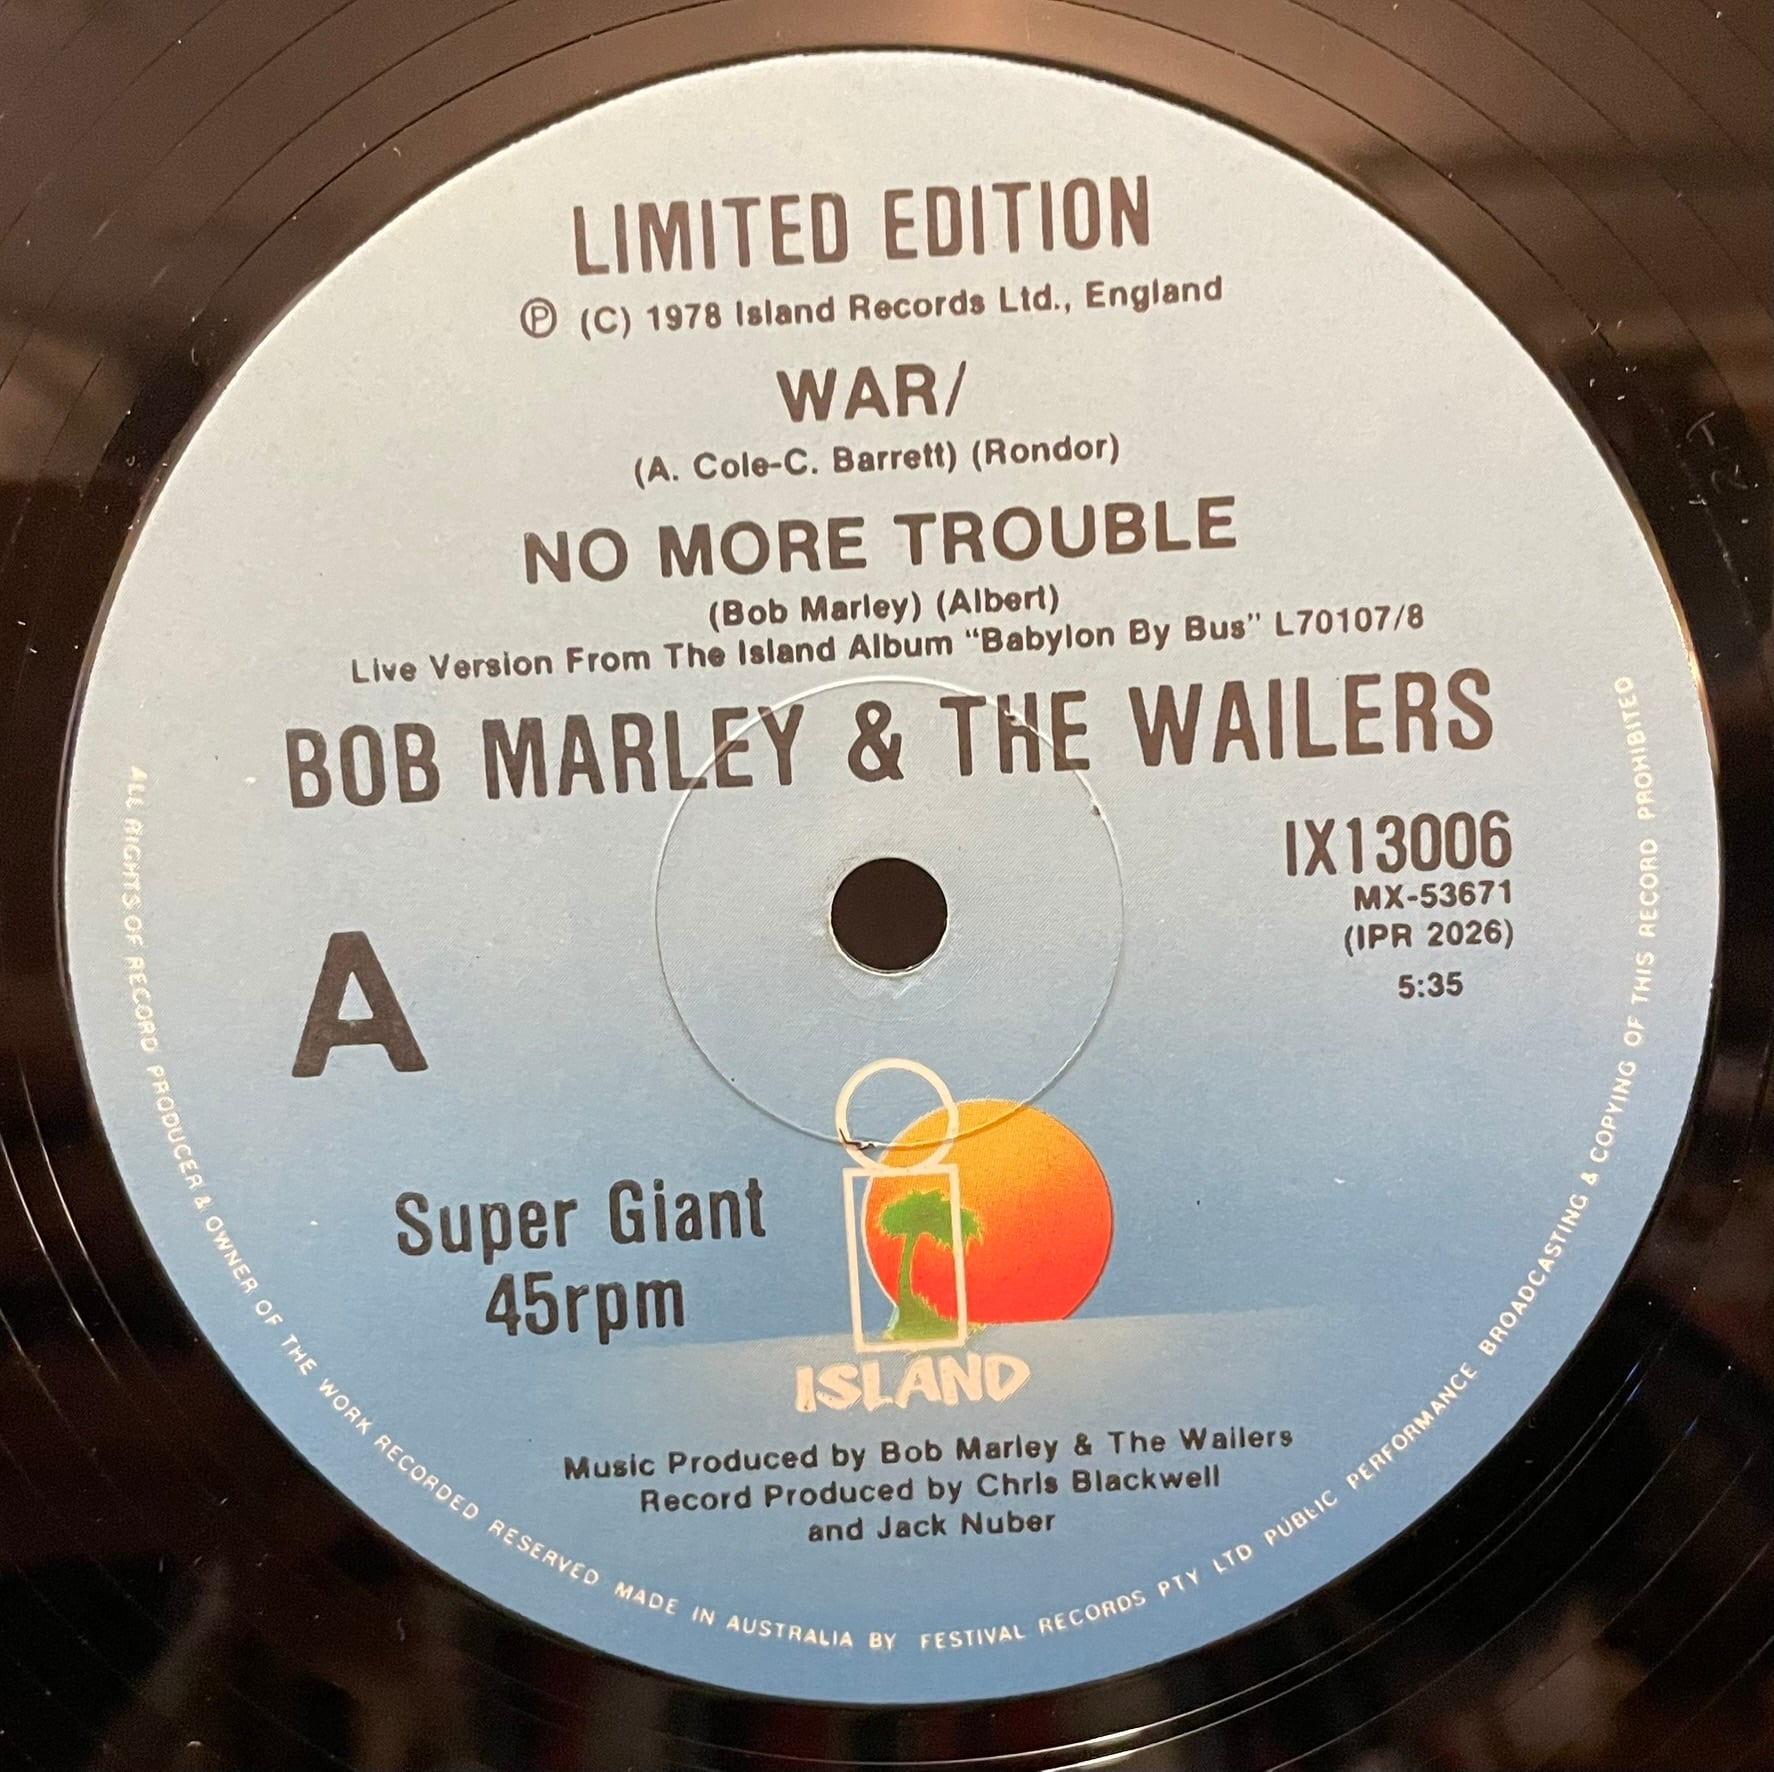 LIMITED EDITION
Ⓟ (C) 1978 Island Records Ltd., England
WAR/
(A. Cole-C. Barrett) (Rondor)
NO MORE TROUBLE
(Bob Marley) (Albert)
Live Version From The Island Album “Babylon By Bus” L70107/8
BOB MARLEY & THE WAILERS
IX13006
MX-53671
(IPR 2026)
5:35
A
Super Giant
45rpm
ISLAND
Music Produced by Bob Marley & The Wailers
Record Produced by Chris Blackwell
and Jack Nuber
ALL RIGHTS OF RECORD PRODUCER & OWNER OF THE WORK RECORDED RESERVED MADE IN AUSTRALIA BY FESTIVAL RECORDS PTY LTD PUBLIC PERFORMANCE BROADCASTING & COPYING OF THIS RECORD PROHIBITED